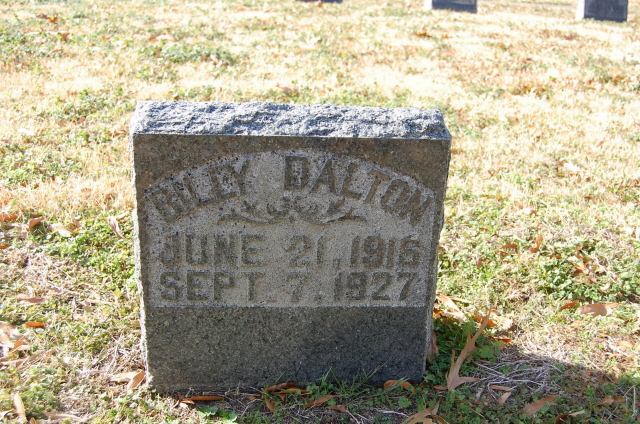 BILLY DALTON
JUNE 21, 1916
SEPT. 7, 1927